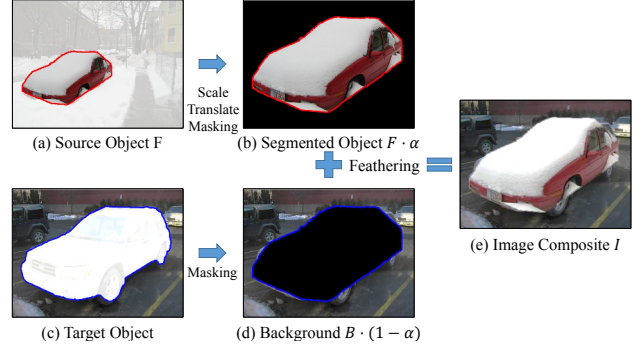 (a) Source Object F
Scale
Translate
Masking
(b) Segmented Object 𝐹 · 𝛼
Feathering
(c) Target Object
Masking
(d) Background 𝐵 · (1 − 𝛼)
(e) Image Composite 𝐼